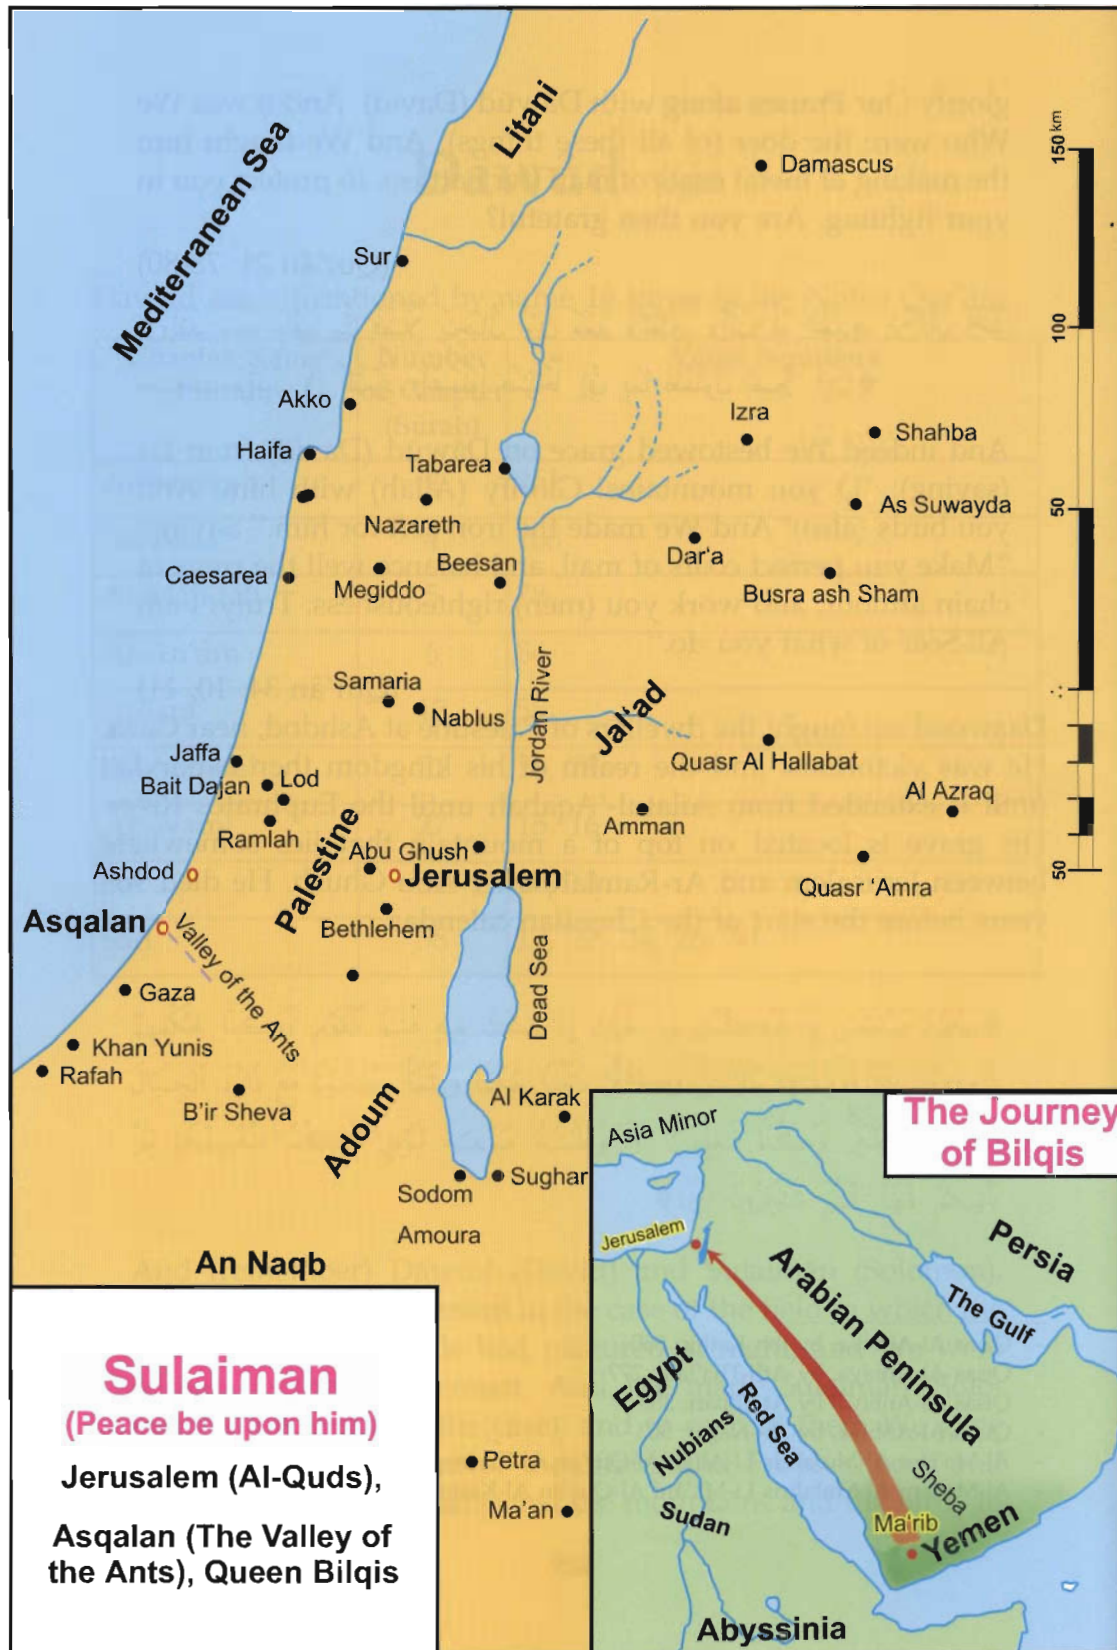 Mediterranean Sea
Litani
Damascus
150 km
Sur
100
Akko
Izra
Shahba
Haifa
Tabarea
As Suwayda
50
Nazareth
Dar‘a
Caesarea
Megiddo
Beesan
Busra ash Sham
Samaria
Nablus
Jordan River
Jal‘ad
Jaffa
Quasr Al Hallabat
Bait Dajan
Lod
Al Azraq
Ramlah
Amman
Palestine
Abu Ghush
Ashdod
Jerusalem
50
Quasr ‘Amra
Asqalan
Valley of the Ants
Bethlehem
Gaza
Dead Sea
Khan Yunis
Rafah
B'ir Sheva
Adoum
Al Karak
Sodom
Sughar
Amoura
An Naqb
Petra
Ma'an
Sulaiman
(Peace be upon him)
Jerusalem (Al-Quds),
Asqalan (The Valley of
the Ants), Queen Bilqis
The Journey
of Bilqis
Asia Minor
Jerusalem
Persia
Arabian Peninsula
The Gulf
Egypt
Red Sea
Nubians
Sheba
Sudan
Ma'rib
Yemen
Abyssinia